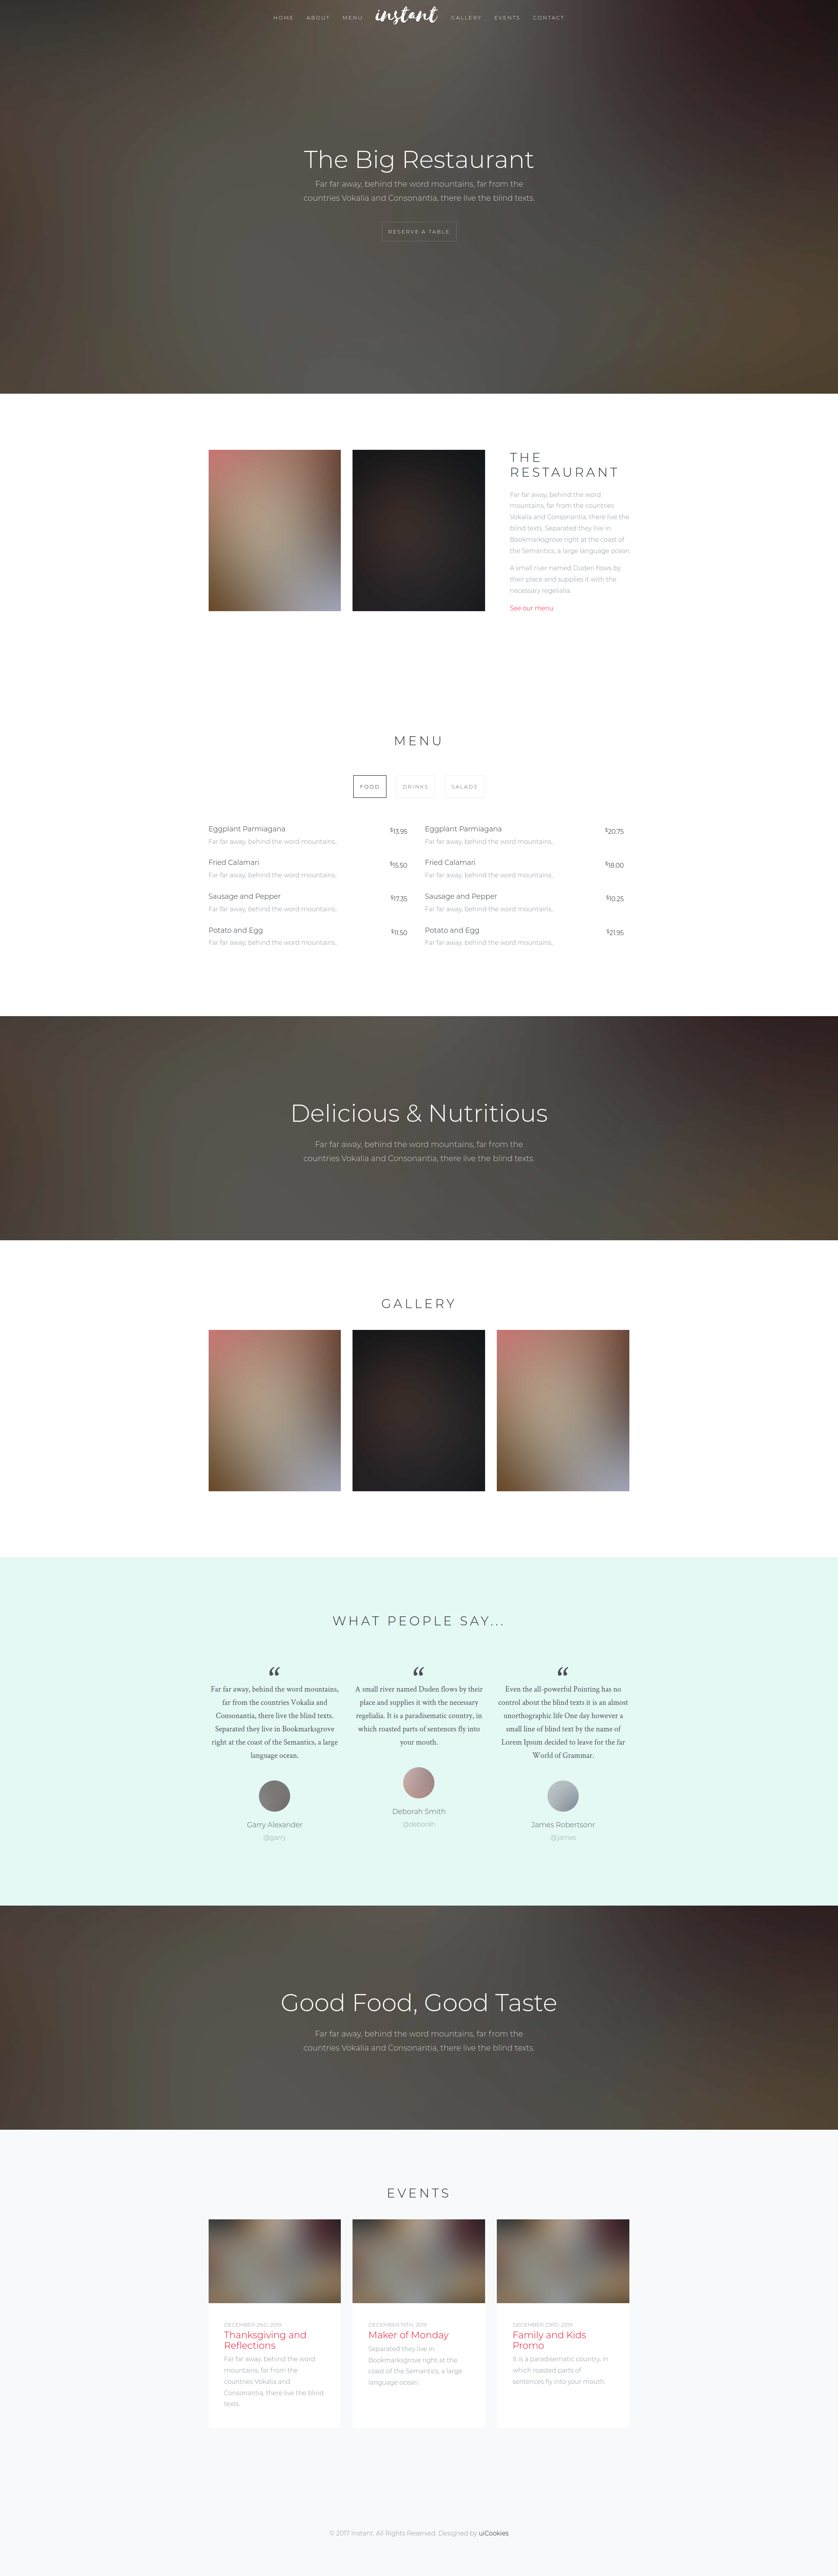 HOME ABOUT MENU instant GALLERY EVENTS CONTACT
The Big Restaurant
Far far away, behind the word mountains, far from the
countries Vokalia and Consonantia, there live the blind texts.
RESERVE A TABLE
THE
RESTAURANT
Far far away, behind the word
mountains, far from the countries
Vokalia and Consonantia, there live the
blind texts. Separated they live in
Bookmarksgrove right at the coast of
the Semantics, a large language ocean.
A small river named Duden flows by
their place and supplies it with the
necessary regelialia.
See our menu
MENU
FOOD DRINKS SALADS
Eggplant Parmiagana $13.95
Far far away, behind the word mountains..
Fried Calamari $15.50
Far far away, behind the word mountains..
Sausage and Pepper $17.35
Far far away, behind the word mountains..
Potato and Egg $11.50
Far far away, behind the word mountains..
Eggplant Parmiagana $20.75
Far far away, behind the word mountains..
Fried Calamari $18.00
Far far away, behind the word mountains..
Sausage and Pepper $10.25
Far far away, behind the word mountains..
Potato and Egg $21.95
Far far away, behind the word mountains..
Delicious & Nutritious
Far far away, behind the word mountains, far from the
countries Vokalia and Consonantia, there live the blind texts.
GALLERY
WHAT PEOPLE SAY...
“
Far far away, behind the word mountains,
far from the countries Vokalia and
Consonantia, there live the blind texts.
Separated they live in Bookmarksgrove
right at the coast of the Semantics, a large
language ocean.
Garry Alexander
@garry
“
A small river named Duden flows by their
place and supplies it with the necessary
regelialia. It is a paradisematic country, in
which roasted parts of sentences fly into
your mouth.
Deborah Smith
@deborah
“
Even the all-powerful Pointing has no
control about the blind texts it is an almost
unorthographic life One day however a
small line of blind text by the name of
Lorem Ipsum decided to leave for the far
World of Grammar.
James Robertsonr
@james
Good Food, Good Taste
Far far away, behind the word mountains, far from the
countries Vokalia and Consonantia, there live the blind texts.
EVENTS
DECEMBER 2ND, 2019
Thanksgiving and
Reflections
Far far away, behind the word
mountains, far from the
countries Vokalia and
Consonantia, there live the blind
texts.
DECEMBER 11TH, 2019
Maker of Monday
Separated they live in
Bookmarksgrove right at the
coast of the Semantics, a large
language ocean.
DECEMBER 23RD, 2019
Family and Kids
Promo
It is a paradisematic country, in
which roasted parts of
sentences fly into your mouth.
© 2017 Instant. All Rights Reserved. Designed by uiCookies